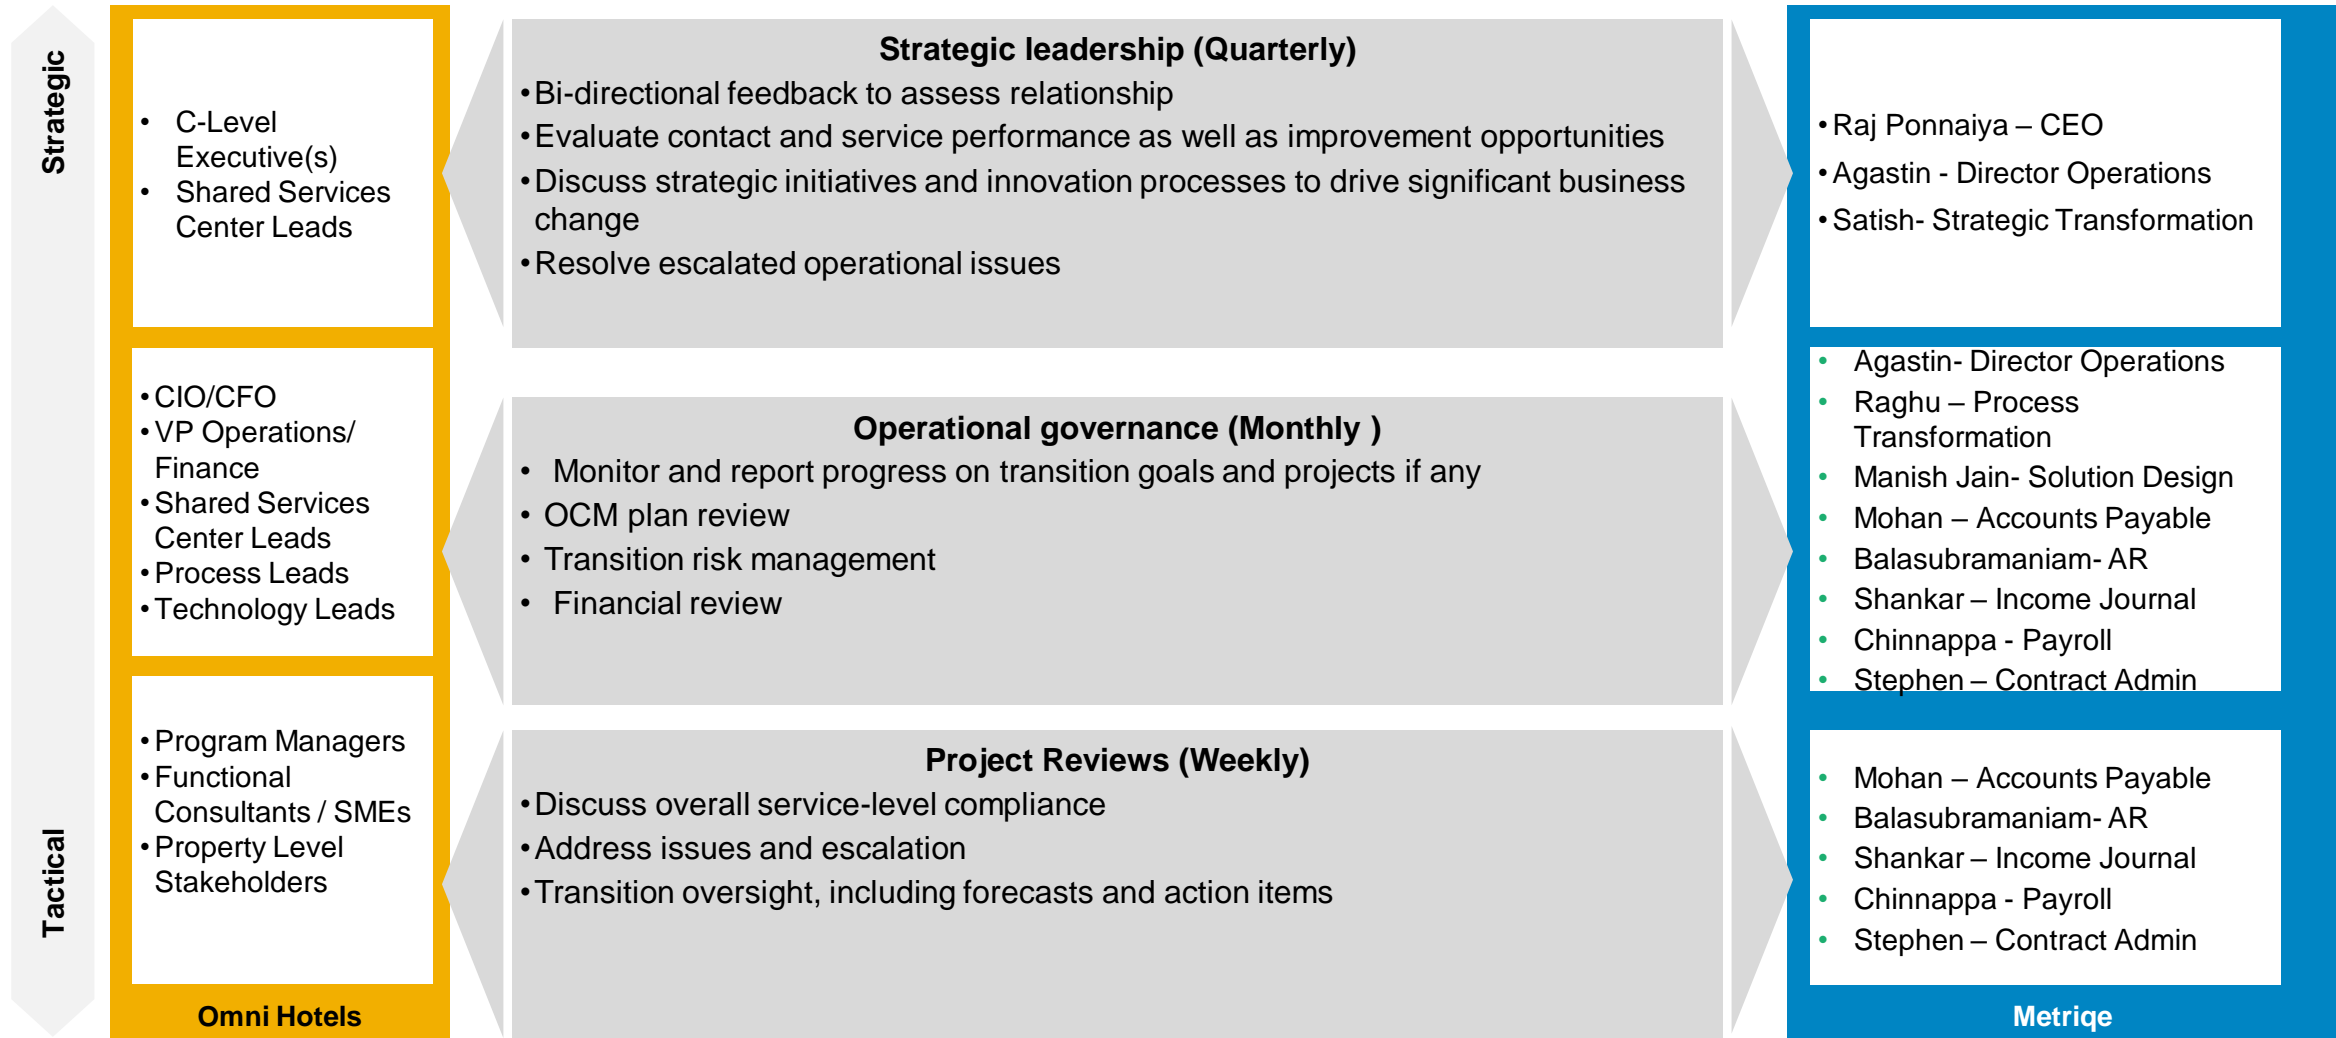 Strategic
• C-Level
Executive(s)
• Shared Services
Center Leads
Strategic leadership (Quarterly)
•Bi-directional feedback to assess relationship
•Evaluate contact and service performance as well as improvement opportunities
•Discuss strategic initiatives and innovation processes to drive significant business
change
•Resolve escalated operational issues
•Raj Ponnaiya – CEO
•Agastin - Director Operations
•Satish- Strategic Transformation
•CIO/CFO
•VP Operations/
Finance
•Shared Services
Center Leads
•Process Leads
•Technology Leads
Operational governance (Monthly )
• Monitor and report progress on transition goals and projects if any
• OCM plan review
• Transition risk management
• Financial review
• Agastin- Director Operations
• Raghu – Process
Transformation
• Manish Jain- Solution Design
• Mohan – Accounts Payable
• Balasubramaniam- AR
• Shankar – Income Journal
• Chinnappa - Payroll
• Stephen – Contract Admin
Tactical
•Program Managers
•Functional
Consultants / SMEs
•Property Level
Stakeholders
Project Reviews (Weekly)
•Discuss overall service-level compliance
•Address issues and escalation
•Transition oversight, including forecasts and action items
• Mohan – Accounts Payable
• Balasubramaniam- AR
• Shankar – Income Journal
• Chinnappa - Payroll
• Stephen – Contract Admin
Omni Hotels
Metriqe